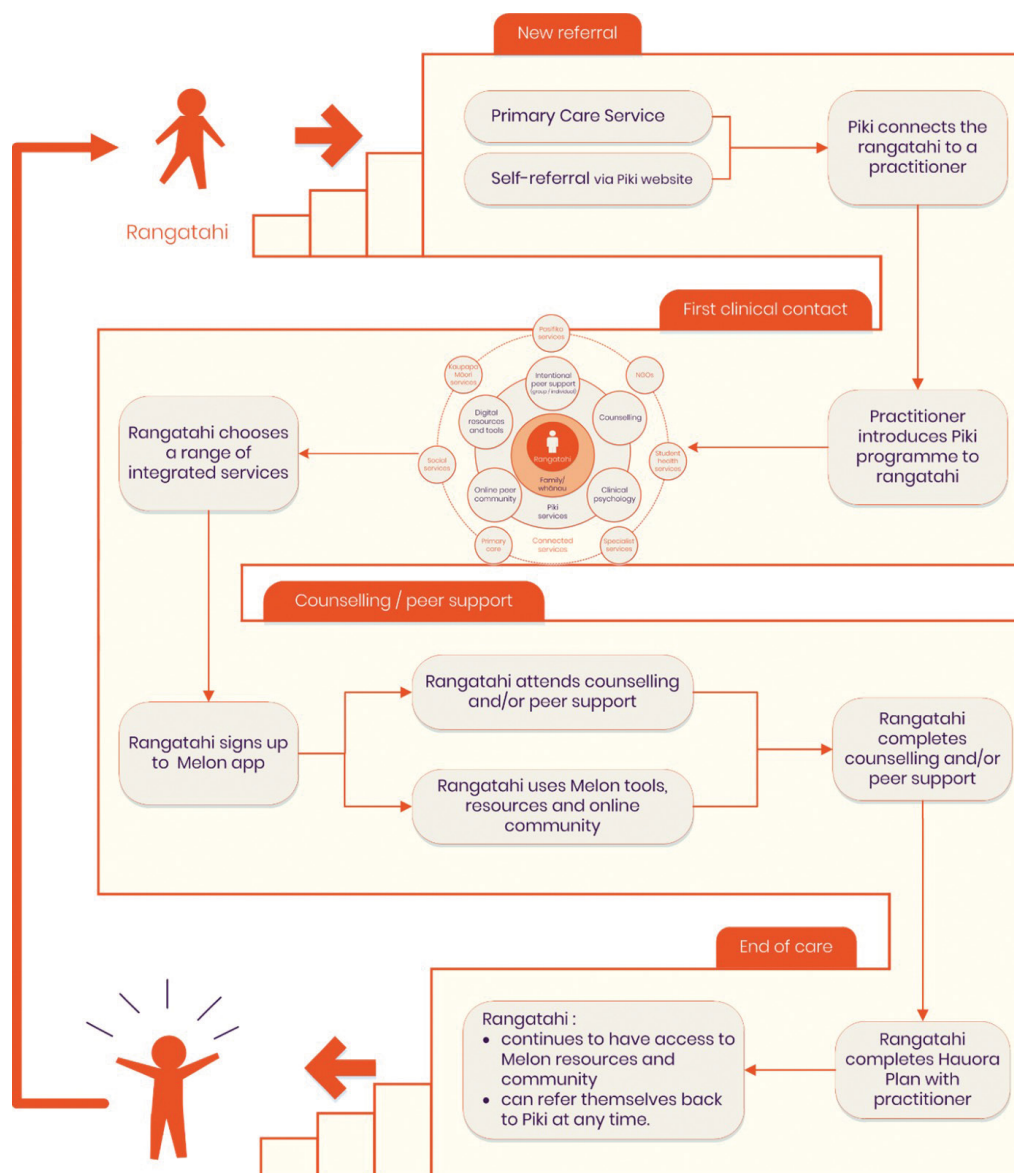 New referral
Primary Care Service
Self-referral via Piki website
Piki connects the
rangatahi to a
practitioner
Rangatahi
First clinical contact
Pasifika
services
Kaupapa
Māori
services
NGOs
Intentional
peer support
(group / individual)
Digital
resources
and tools
Counselling
Rangatahi
Family/
whānau
Social
services
Student
health
services
Online peer
community
Clinical
psychology
Piki
services
Primary
care
Connected
services
Specialist
services
Practitioner
introduces Piki
programme to
rangatahi
Rangatahi chooses
a range of
integrated services
Counselling / peer support
Rangatahi signs up
to Melon app
Rangatahi attends counselling
and/or peer support
Rangatahi uses Melon tools,
resources and online
community
Rangatahi
completes
counselling and/or
peer support
End of care
Rangatahi
completes Hauora
Plan with
practitioner
Rangatahi :
• continues to have access to
Melon resources and
community
• can refer themselves back
to Piki at any time.